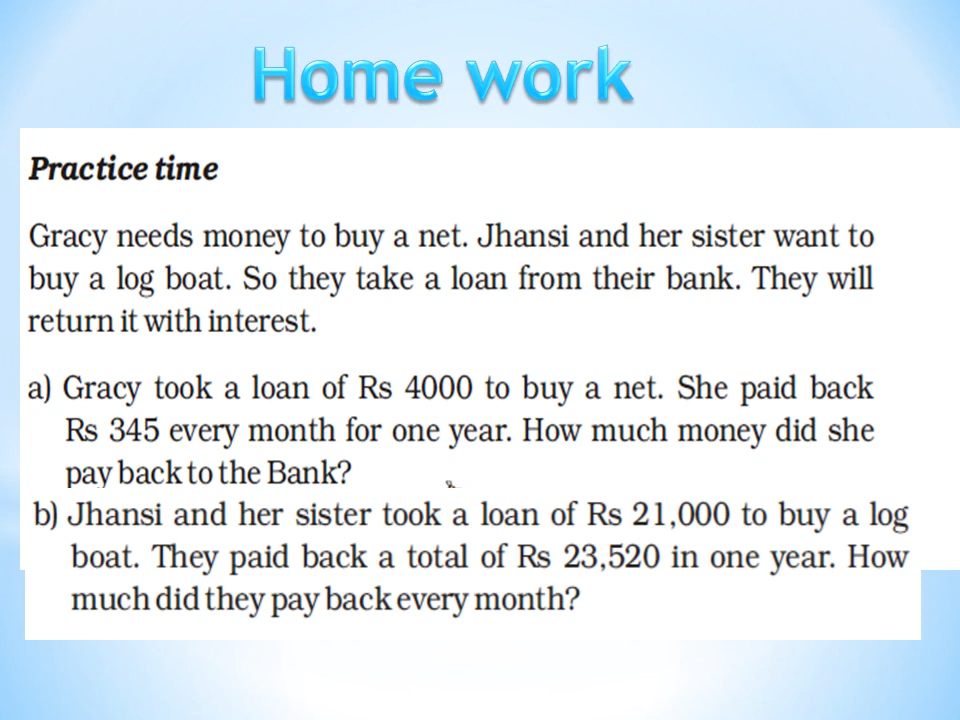 Home work
Practice time
Gracy needs money to buy a net. Jhansi and her sister want to
buy a log boat. So they take a loan from their bank. They will
return it with interest.
a) Gracy took a loan of Rs 4000 to buy a net. She paid back
Rs 345 every month for one year. How much money did she
pay back to the Bank?
b) Jhansi and her sister took a loan of Rs 21,000 to buy a log
boat. They paid back a total of Rs 23,520 in one year. How
much did they pay back every month?